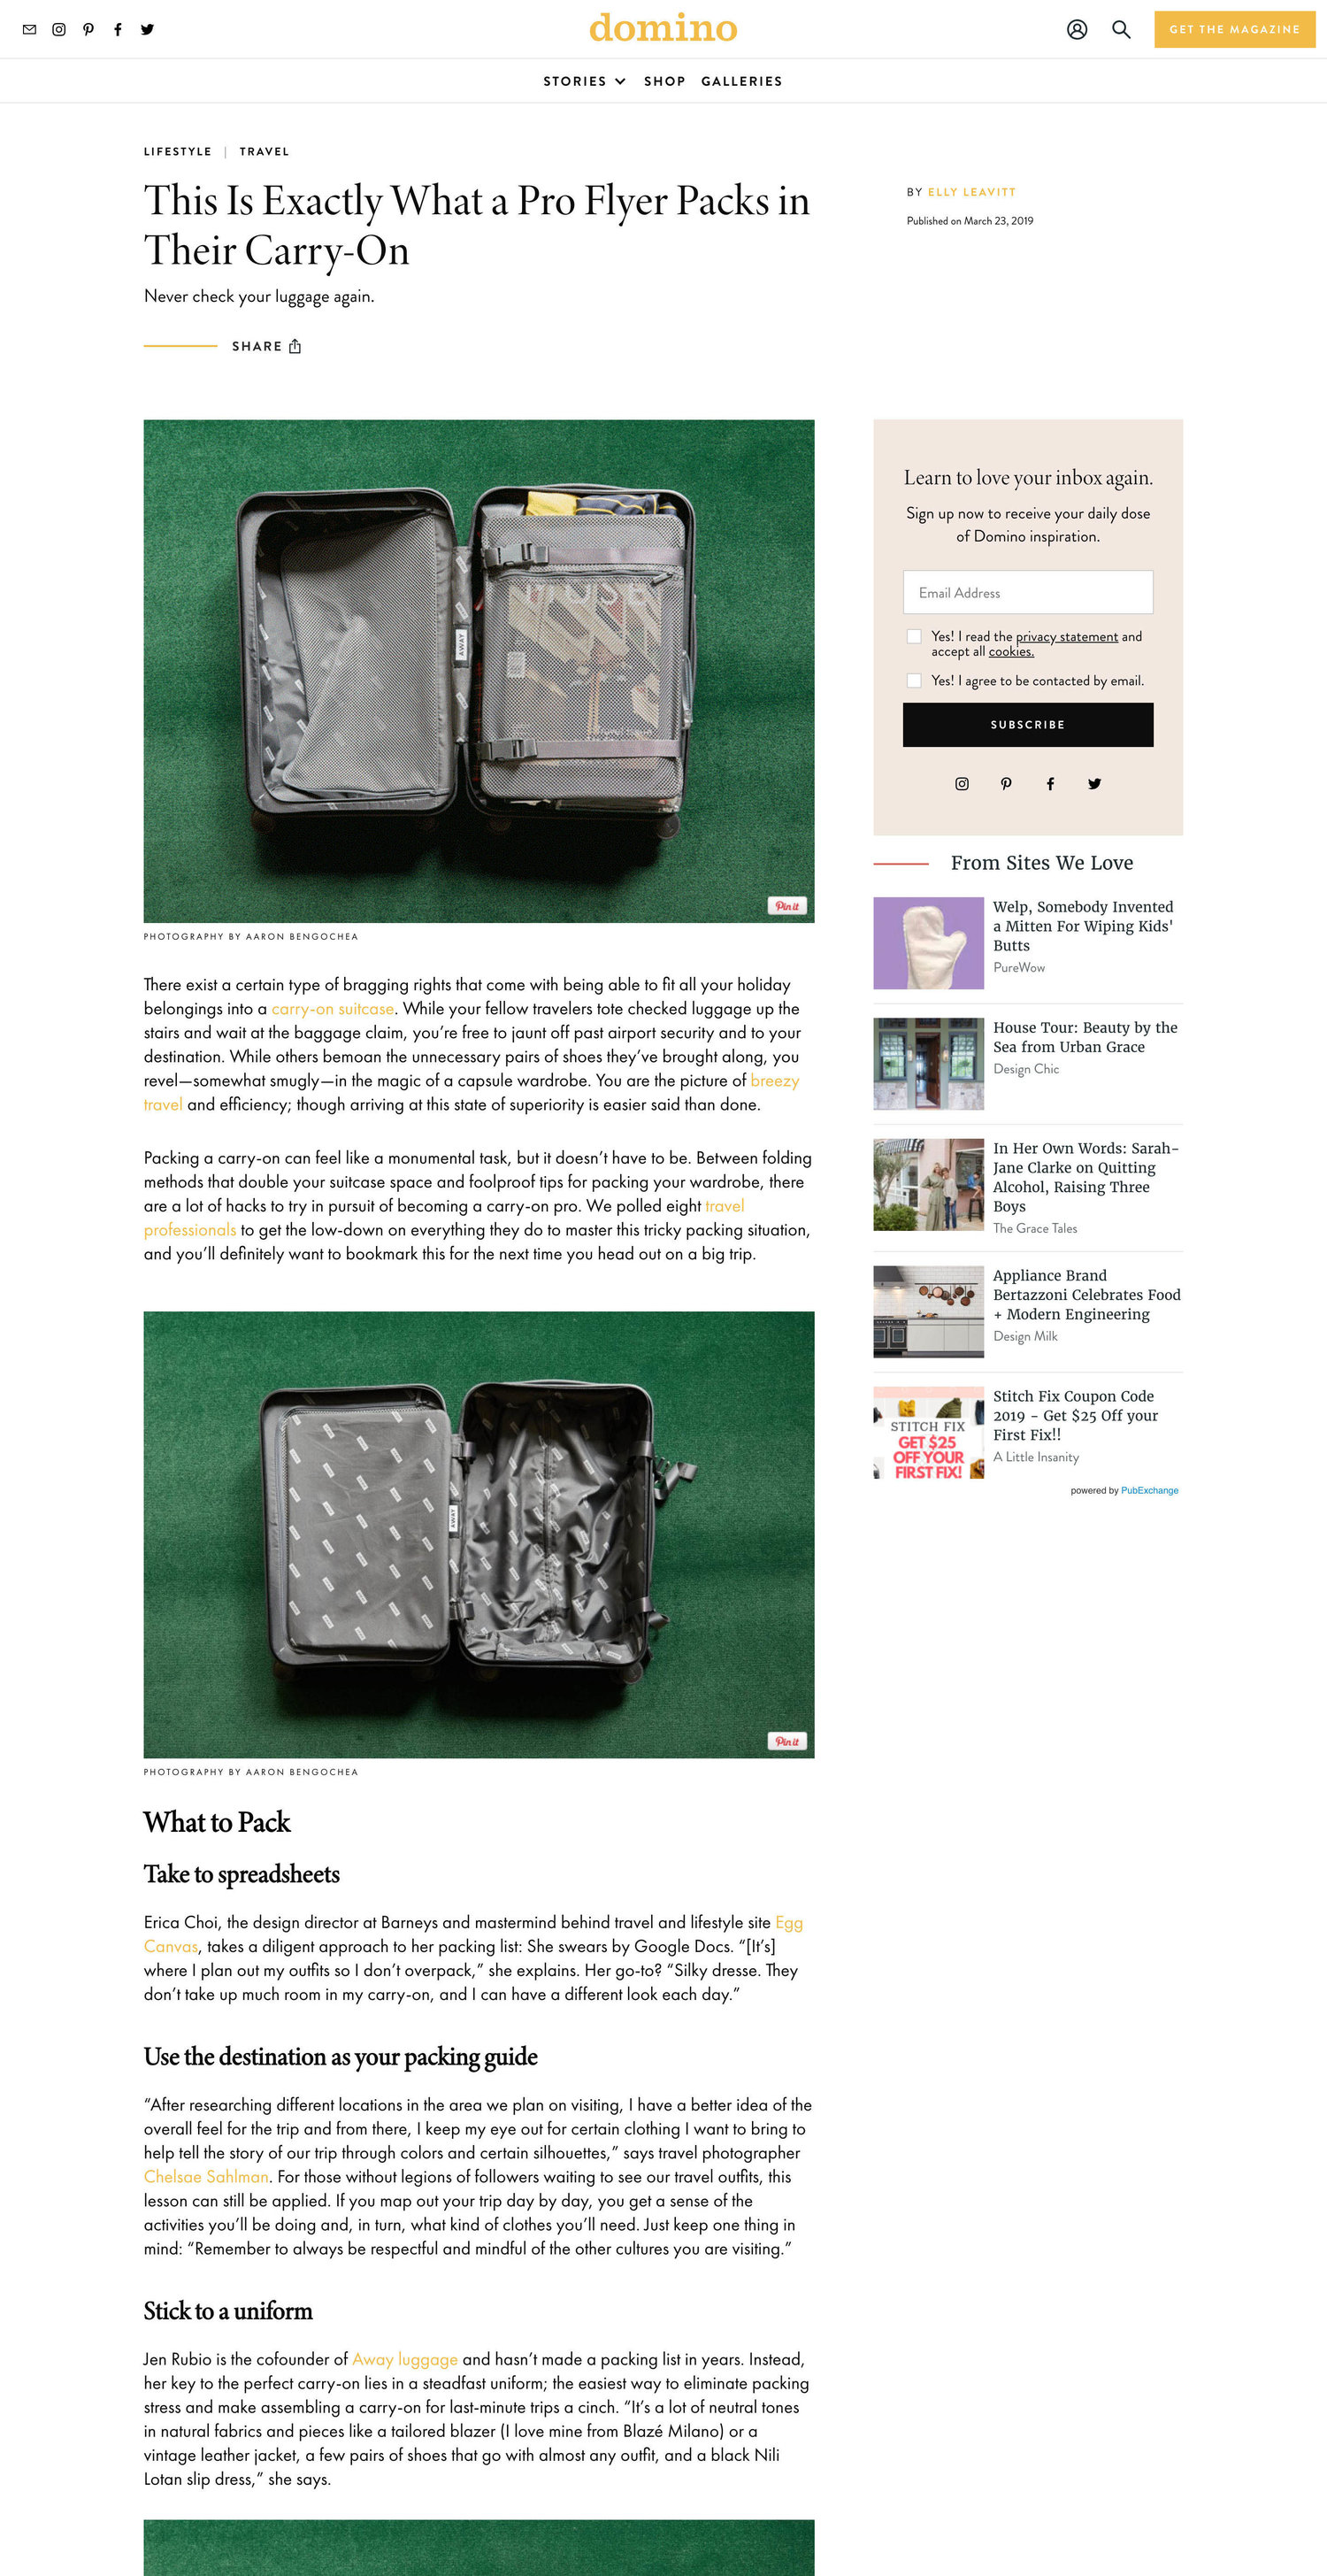 domino
GET THE MAGAZINE
STORIES
SHOP
GALLERIES
LIFESTYLE | TRAVEL
This Is Exactly What a Pro Flyer Packs in
Their Carry-On
Never check your luggage again.
SHARE
BY ELLY LEAVITT
Published on March 23, 2019
AWAY
MUSE
Pin it
PHOTOGRAPHY BY AARON BENGOCHEA
There exist a certain type of bragging rights that come with being able to fit all your holiday
belongings into a carry-on suitcase. While your fellow travelers tote checked luggage up the
stairs and wait at the baggage claim, you’re free to jaunt off past airport security and to your
destination. While others bemoan the unnecessary pairs of shoes they’ve brought along, you
revel—somewhat smugly—in the magic of a capsule wardrobe. You are the picture of breezy
travel and efficiency; though arriving at this state of superiority is easier said than done.
Packing a carry-on can feel like a monumental task, but it doesn’t have to be. Between folding
methods that double your suitcase space and foolproof tips for packing your wardrobe, there
are a lot of hacks to try in pursuit of becoming a carry-on pro. We polled eight travel
professionals to get the low-down on everything they do to master this tricky packing situation,
and you’ll definitely want to bookmark this for the next time you head out on a big trip.
AWAY
Pin it
PHOTOGRAPHY BY AARON BENGOCHEA
What to Pack
Take to spreadsheets
Erica Choi, the design director at Barneys and mastermind behind travel and lifestyle site Egg
Canvas, takes a diligent approach to her packing list: She swears by Google Docs. “[It’s]
where I plan out my outfits so I don’t overpack,” she explains. Her go-to? “Silky dresse. They
don’t take up much room in my carry-on, and I can have a different look each day.”
Use the destination as your packing guide
“After researching different locations in the area we plan on visiting, I have a better idea of the
overall feel for the trip and from there, I keep my eye out for certain clothing I want to bring to
help tell the story of our trip through colors and certain silhouettes,” says travel photographer
Chelsae Sahlman. For those without legions of followers waiting to see our travel outfits, this
lesson can still be applied. If you map out your trip day by day, you get a sense of the
activities you’ll be doing and, in turn, what kind of clothes you’ll need. Just keep one thing in
mind: “Remember to always be respectful and mindful of the other cultures you are visiting.”
Stick to a uniform
Jen Rubio is the cofounder of Away luggage and hasn’t made a packing list in years. Instead,
her key to the perfect carry-on lies in a steadfast uniform; the easiest way to eliminate packing
stress and make assembling a carry-on for last-minute trips a cinch. “It’s a lot of neutral tones
in natural fabrics and pieces like a tailored blazer (I love mine from Blazé Milano) or a
vintage leather jacket, a few pairs of shoes that go with almost any outfit, and a black Nili
Lotan slip dress,” she says.
Learn to love your inbox again.
Sign up now to receive your daily dose
of Domino inspiration.
Email Address
Yes! I read the privacy statement and
accept all cookies.
Yes! I agree to be contacted by email.
SUBSCRIBE
From Sites We Love
Welp, Somebody Invented
a Mitten For Wiping Kids'
Butts
PureWow
House Tour: Beauty by the
Sea from Urban Grace
Design Chic
In Her Own Words: Sarah-
Jane Clarke on Quitting
Alcohol, Raising Three
Boys
The Grace Tales
Appliance Brand
Bertazzoni Celebrates Food
+ Modern Engineering
Design Milk
STITCH FIX
GET $25
OFF YOUR
FIRST FIX!
Stitch Fix Coupon Code
2019 - Get $25 Off your
First Fix!!
A Little Insanity
powered by PubExchange